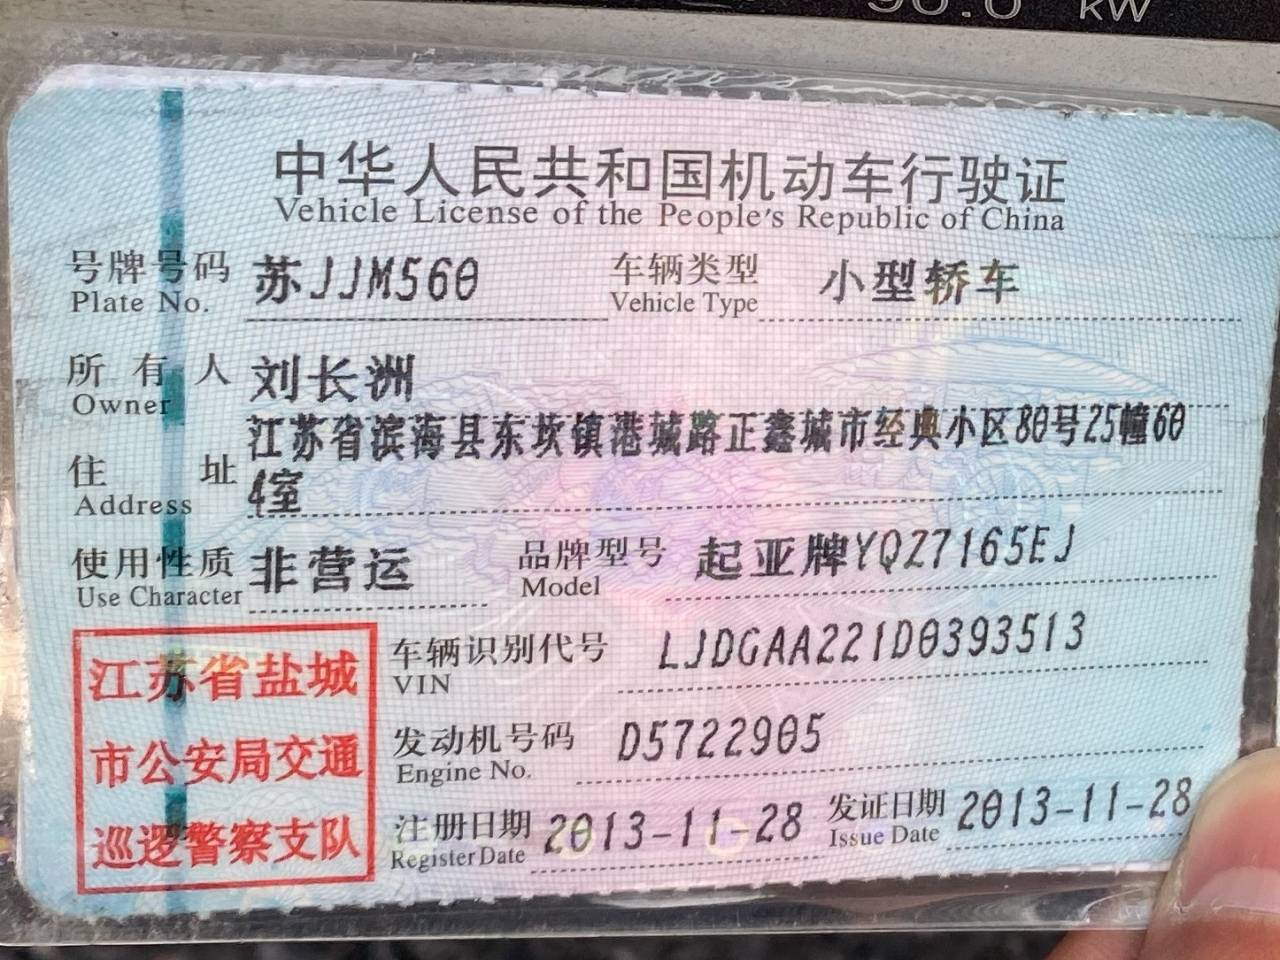 90.0 kW
中华人民共和国机动车行驶证
Vehicle License of the People's Republic of China
号牌号码 苏JJM560 车辆类型 小型轿车
Plate No. Vehicle Type
所有人 刘长洲
Owner
江苏省滨海县东坎镇港城路正鑫城市经典小区80号25幢60
住址 4室
Address
使用性质 非营运 品牌型号 起亚牌YQZ7165EJ
Use Character Model
江苏省盐城
市公安局交通
巡逻警察支队
车辆识别代号 LJDGAA221D0393513
VIN
发动机号码 D5722905
Engine No.
注册日期 2013-11-28 发证日期 2013-11-28
Register Date Issue Date